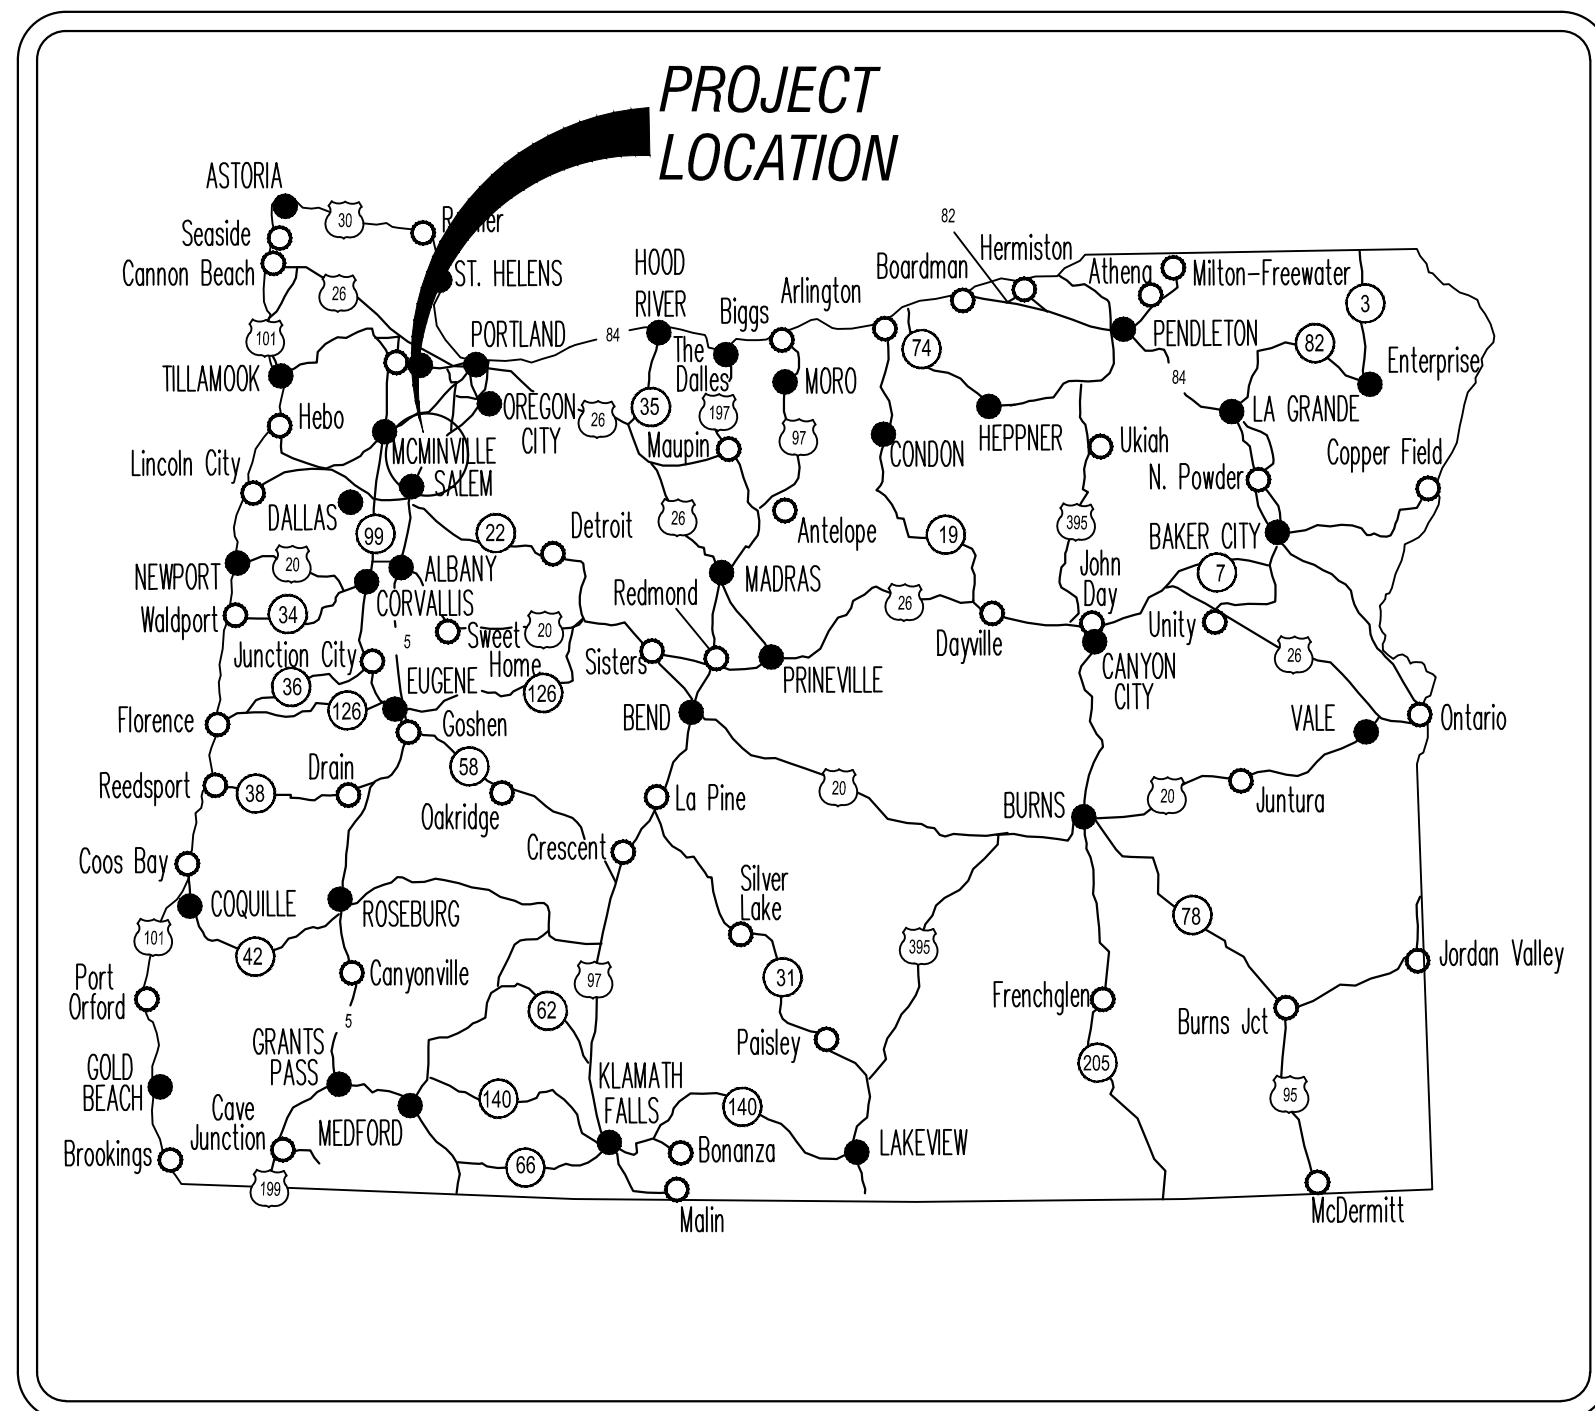 PROJECT
LOCATION
ASTORIA
30
Seaside
ST. HELENS
Cannon Beach
26
HOOD
RIVER
82
Hermiston
Boardman
Athena
Milton-Freewater
Arlington
Biggs
3
101
PORTLAND
84
The
Dalles
74
PENDLETON
82
Enterprise
TILLAMOOK
MORO
84
Hebo
OREGON
CITY
26
35
197
97
HEPPNER
LA GRANDE
Lincoln City
MCMINVILLE
Maupin
CONDON
Ukiah
Copper Field
SALEM
N. Powder
DALLAS
99
22
Detroit
26
Antelope
19
395
BAKER CITY
NEWPORT
20
ALBANY
MADRAS
John
Day
7
Waldport
34
CORVALLIS
Redmond
26
5
Sweet
Home
20
Dayville
Unity
Junction City
Sisters
PRINEVILLE
CANYON
CITY
26
36
EUGENE
126
126
Florence
Goshen
BEND
VALE
Ontario
Reedsport
38
Drain
58
Oakridge
La Pine
20
BURNS
20
Juntura
Coos Bay
Crescent
Silver
Lake
COQUILLE
ROSEBURG
78
101
42
97
395
Port
Orford
Canyonville
31
Jordan Valley
5
62
Frenchglen
Burns Jct
GRANTS
PASS
Paisley
GOLD
BEACH
KLAMATH
FALLS
205
Cave
Junction
MEDFORD
140
140
95
Brookings
66
Bonanza
LAKEVIEW
199
Malin
McDermitt